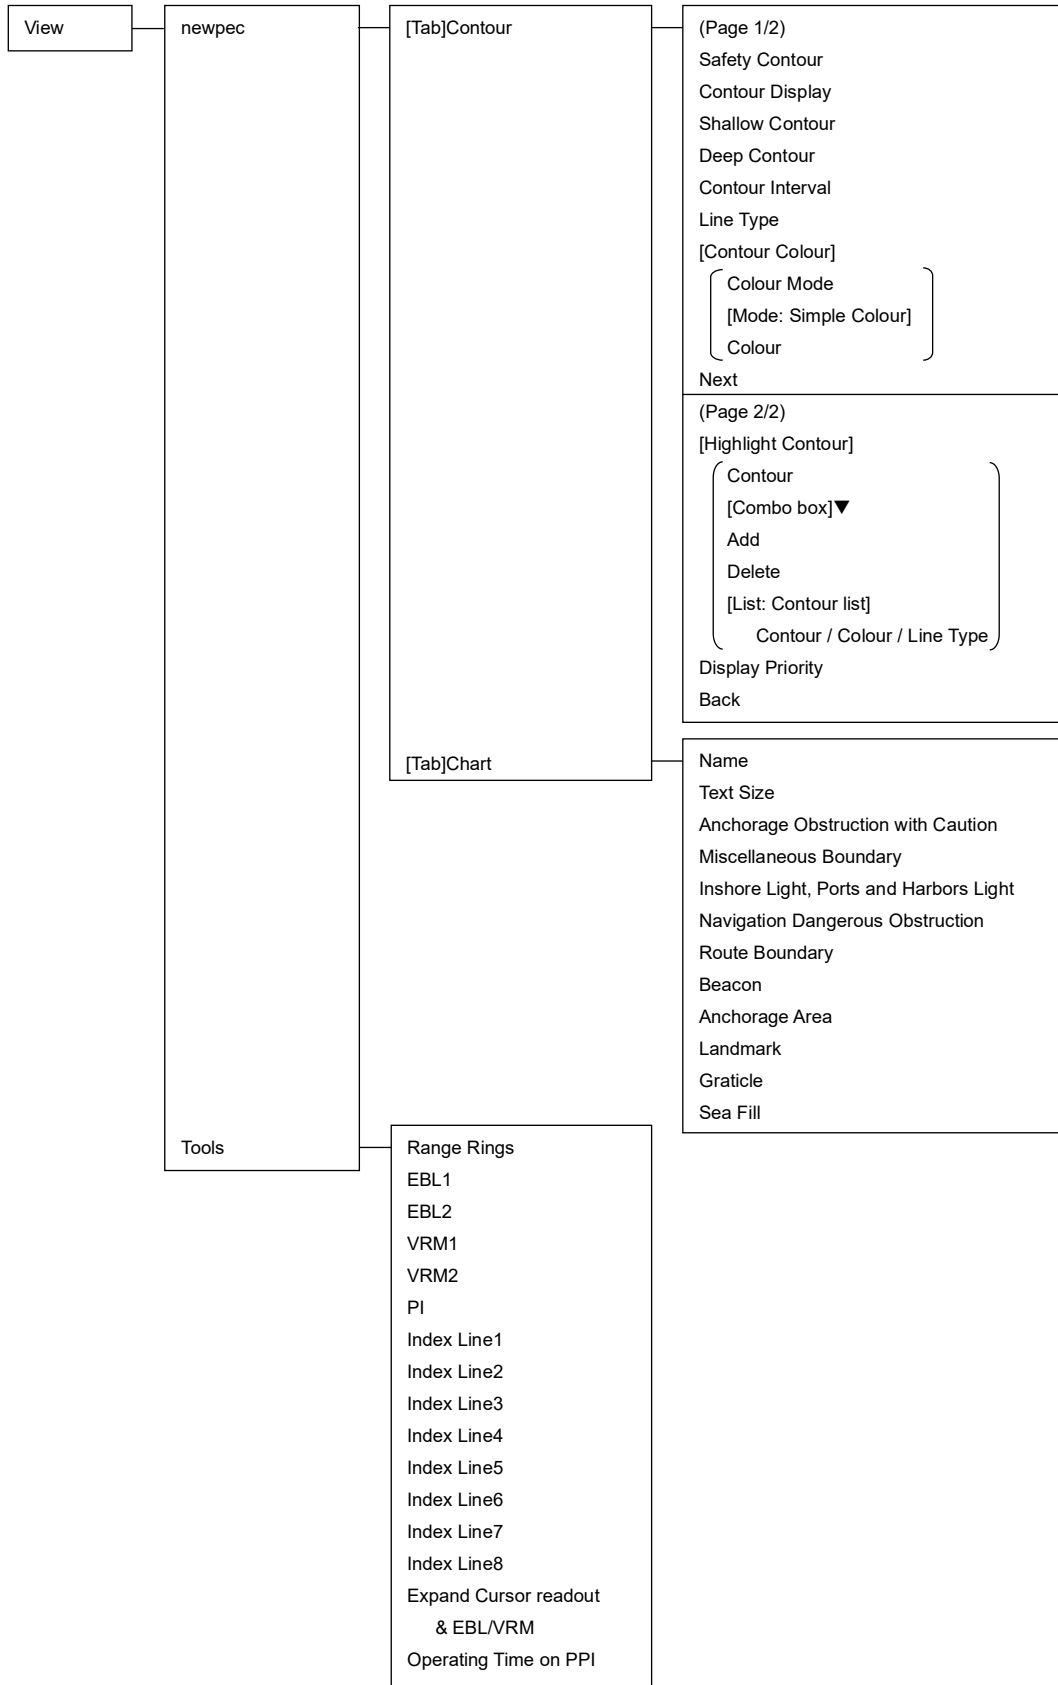 View
newpec
[Tab]Contour
(Page 1/2)
Safety Contour
Contour Display
Shallow Contour
Deep Contour
Contour Interval
Line Type
[Contour Colour]
Colour Mode
[Mode: Simple Colour]
Colour
Next
(Page 2/2)
[Highlight Contour]
Contour
[Combo box]▼
Add
Delete
[List: Contour list]
Contour / Colour / Line Type
Display Priority
Back
[Tab]Chart
Name
Text Size
Anchorage Obstruction with Caution
Miscellaneous Boundary
Inshore Light, Ports and Harbors Light
Navigation Dangerous Obstruction
Route Boundary
Beacon
Anchorage Area
Landmark
Graticle
Sea Fill
Tools
Range Rings
EBL1
EBL2
VRM1
VRM2
PI
Index Line1
Index Line2
Index Line3
Index Line4
Index Line5
Index Line6
Index Line7
Index Line8
Expand Cursor readout
& EBL/VRM
Operating Time on PPI